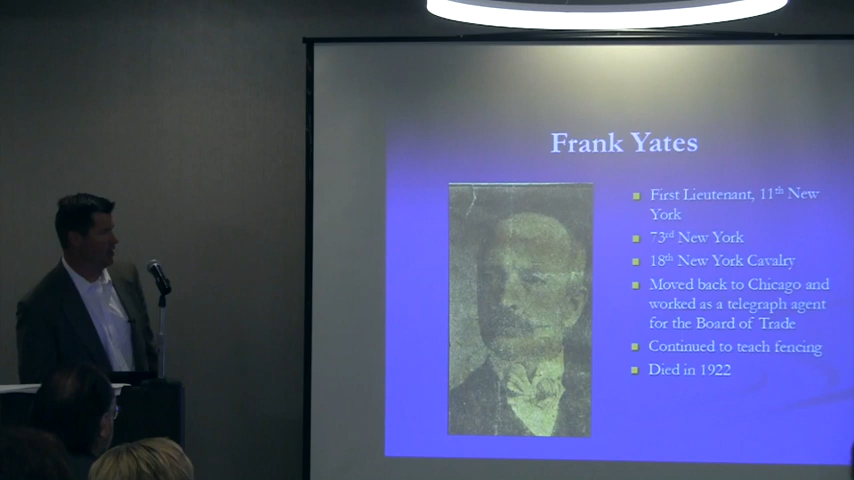 Frank Yates
First Lieutenant, 11th New
York
73rd New York
18th New York Cavalry
Moved back to Chicago and
worked as a telegraph agent
for the Board of Trade
Continued to teach fencing
Died in 1922